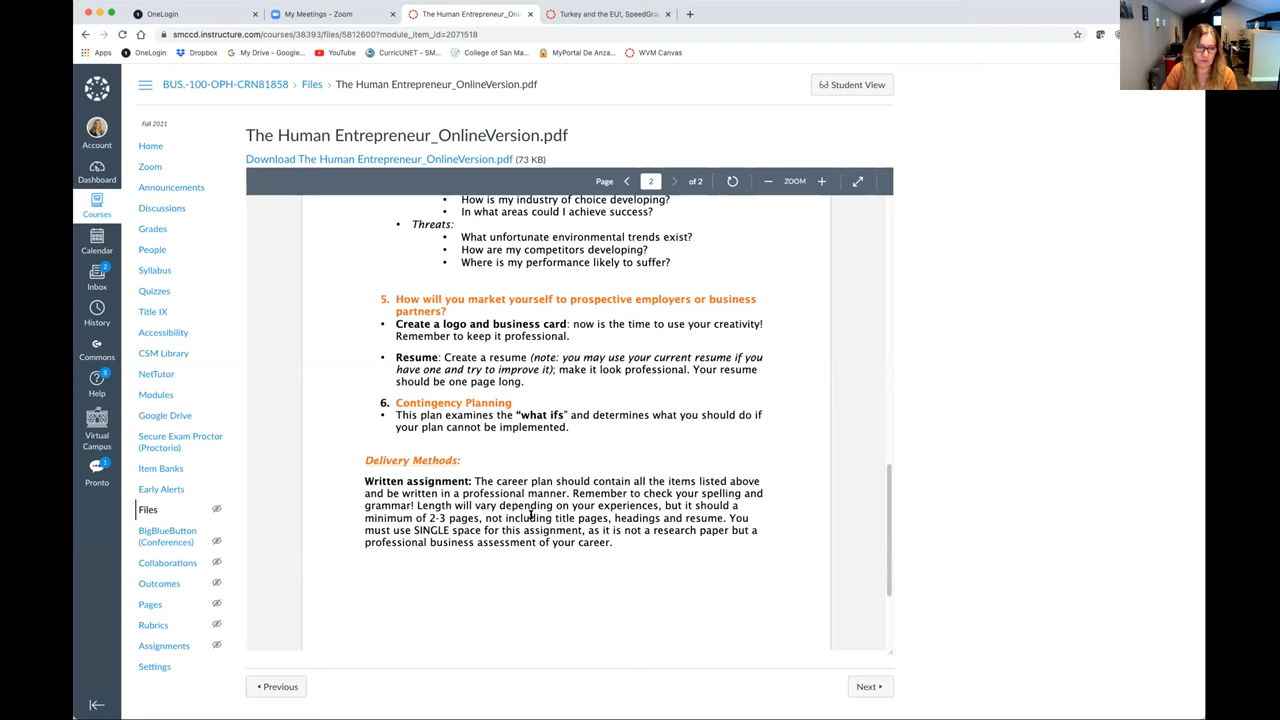 OneLogin
My Meetings - Zoom
The Human Entrepreneur_Onli
Turkey and the EU!, SpeedGra
smccd.instructure.com/courses/38393/files/5812600?module_item_id=2071518
Apps OneLogin Dropbox My Drive - Google... YouTube CurricUNET - SM... College of San Ma... MyPortal De Anza... WVM Canvas
BUS.-100-OPH-CRN81858 › Files › The Human Entrepreneur_OnlineVersion.pdf
Student View
Account
Dashboard
Courses
Calendar
2
Inbox
History
Commons
8
Help
Virtual
Campus
1
Pronto
Fall 2021
Home
Zoom
Announcements
Discussions
Grades
People
Syllabus
Quizzes
Title IX
Accessibility
CSM Library
NetTutor
Modules
Google Drive
Secure Exam Proctor
(Proctorio)
Item Banks
Early Alerts
Files
BigBlueButton
(Conferences)
Collaborations
Outcomes
Pages
Rubrics
Assignments
Settings
The Human Entrepreneur_OnlineVersion.pdf
Download The Human Entrepreneur_OnlineVersion.pdf (73 KB)
Page 2 of 2 ZOOM
• How is my industry of choice developing?
• In what areas could I achieve success?
• Threats:
• What unfortunate environmental trends exist?
• How are my competitors developing?
• Where is my performance likely to suffer?
5. How will you market yourself to prospective employers or business
partners?
• Create a logo and business card: now is the time to use your creativity!
Remember to keep it professional.
• Resume: Create a resume (note: you may use your current resume if you
have one and try to improve it); make it look professional. Your resume
should be one page long.
6. Contingency Planning
• This plan examines the "what ifs" and determines what you should do if
your plan cannot be implemented.
Delivery Methods:
Written assignment: The career plan should contain all the items listed above
and be written in a professional manner. Remember to check your spelling and
grammar! Length will vary depending on your experiences, but it should a
minimum of 2-3 pages, not including title pages, headings and resume. You
must use SINGLE space for this assignment, as it is not a research paper but a
professional business assessment of your career.
Previous
Next